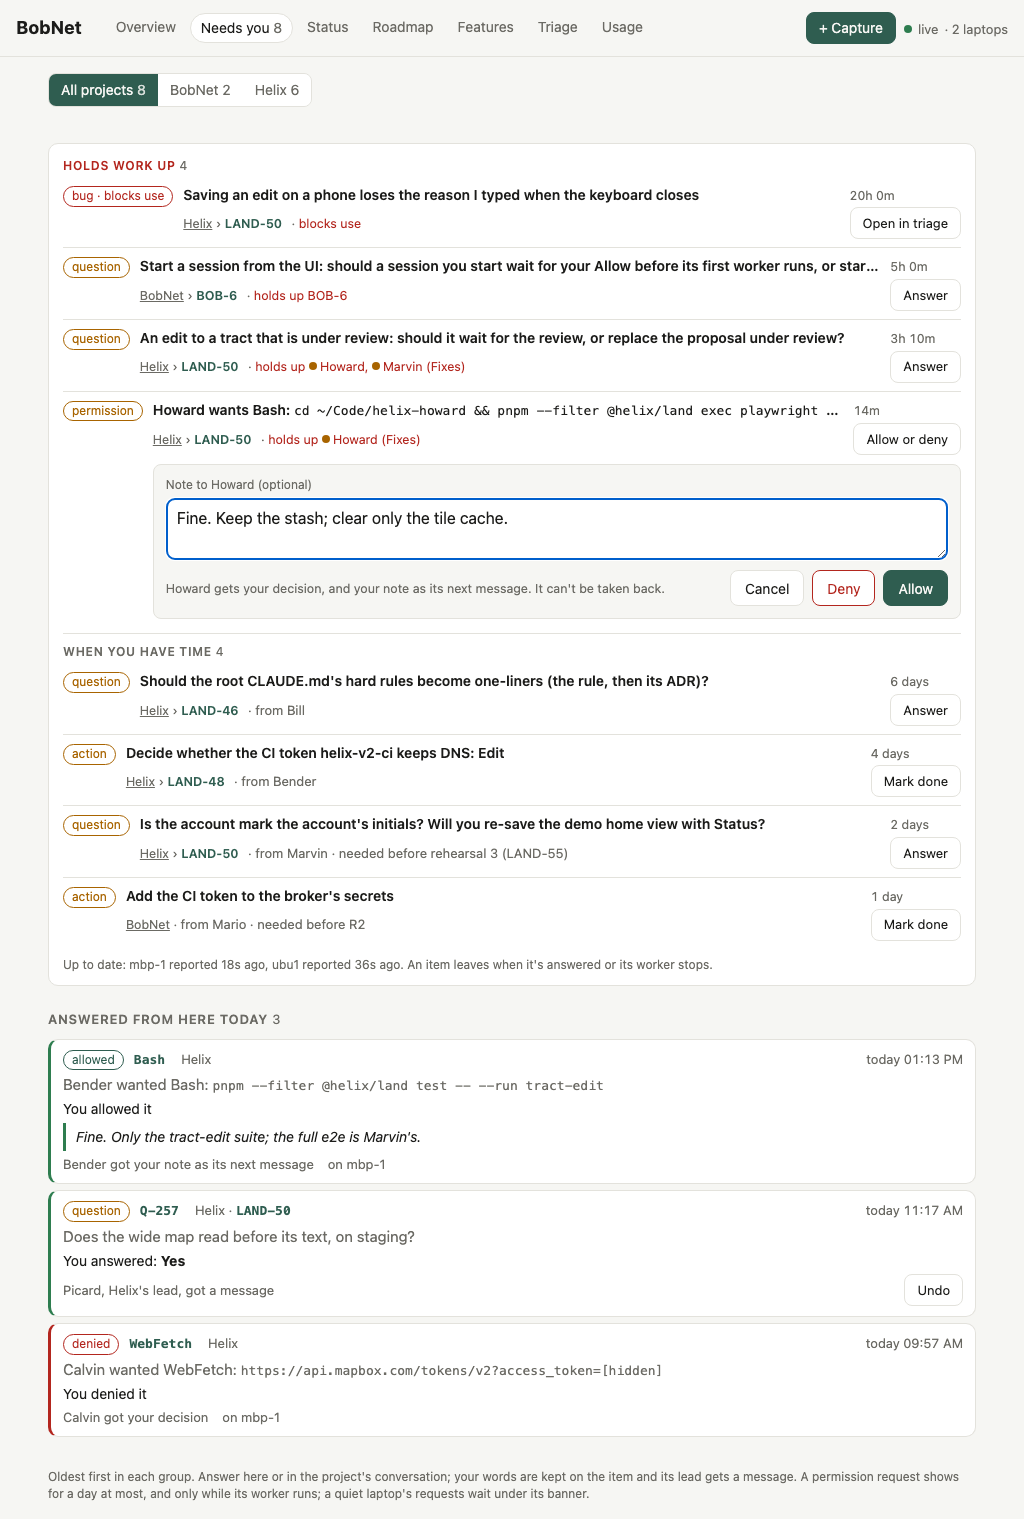 BobNet Overview Needs you 8 Status Roadmap Features Triage Usage + Capture live · 2 laptops
All projects 8 BobNet 2 Helix 6
HOLDS WORK UP 4
bug · blocks use Saving an edit on a phone loses the reason I typed when the keyboard closes 20h 0m
Helix › LAND-50 · blocks use Open in triage
question Start a session from the UI: should a session you start wait for your Allow before its first worker runs, or star... 5h 0m
BobNet › BOB-6 · holds up BOB-6 Answer
question An edit to a tract that is under review: should it wait for the review, or replace the proposal under review? 3h 10m
Helix › LAND-50 · holds up Howard, Marvin (Fixes) Answer
permission Howard wants Bash: cd ~/Code/helix-howard && pnpm --filter @helix/land exec playwright ... 14m
Helix › LAND-50 · holds up Howard (Fixes) Allow or deny
Note to Howard (optional)
Fine. Keep the stash; clear only the tile cache.
Howard gets your decision, and your note as its next message. It can't be taken back. Cancel Deny Allow
WHEN YOU HAVE TIME 4
question Should the root CLAUDE.md's hard rules become one-liners (the rule, then its ADR)? 6 days
Helix › LAND-46 · from Bill Answer
action Decide whether the CI token helix-v2-ci keeps DNS: Edit 4 days
Helix › LAND-48 · from Bender Mark done
question Is the account mark the account's initials? Will you re-save the demo home view with Status? 2 days
Helix › LAND-50 · from Marvin · needed before rehearsal 3 (LAND-55) Answer
action Add the CI token to the broker's secrets 1 day
BobNet · from Mario · needed before R2 Mark done
Up to date: mbp-1 reported 18s ago, ubu1 reported 36s ago. An item leaves when it's answered or its worker stops.
ANSWERED FROM HERE TODAY 3
allowed Bash Helix today 01:13 PM
Bender wanted Bash: pnpm --filter @helix/land test -- --run tract-edit
You allowed it
Fine. Only the tract-edit suite; the full e2e is Marvin's.
Bender got your note as its next message on mbp-1
question Q-257 Helix · LAND-50 today 11:17 AM
Does the wide map read before its text, on staging?
You answered: Yes
Picard, Helix's lead, got a message Undo
denied WebFetch Helix today 09:57 AM
Calvin wanted WebFetch: https://api.mapbox.com/tokens/v2?access_token=[hidden]
You denied it
Calvin got your decision on mbp-1
Oldest first in each group. Answer here or in the project's conversation; your words are kept on the item and its lead gets a message. A permission request shows
for a day at most, and only while its worker runs; a quiet laptop's requests wait under its banner.